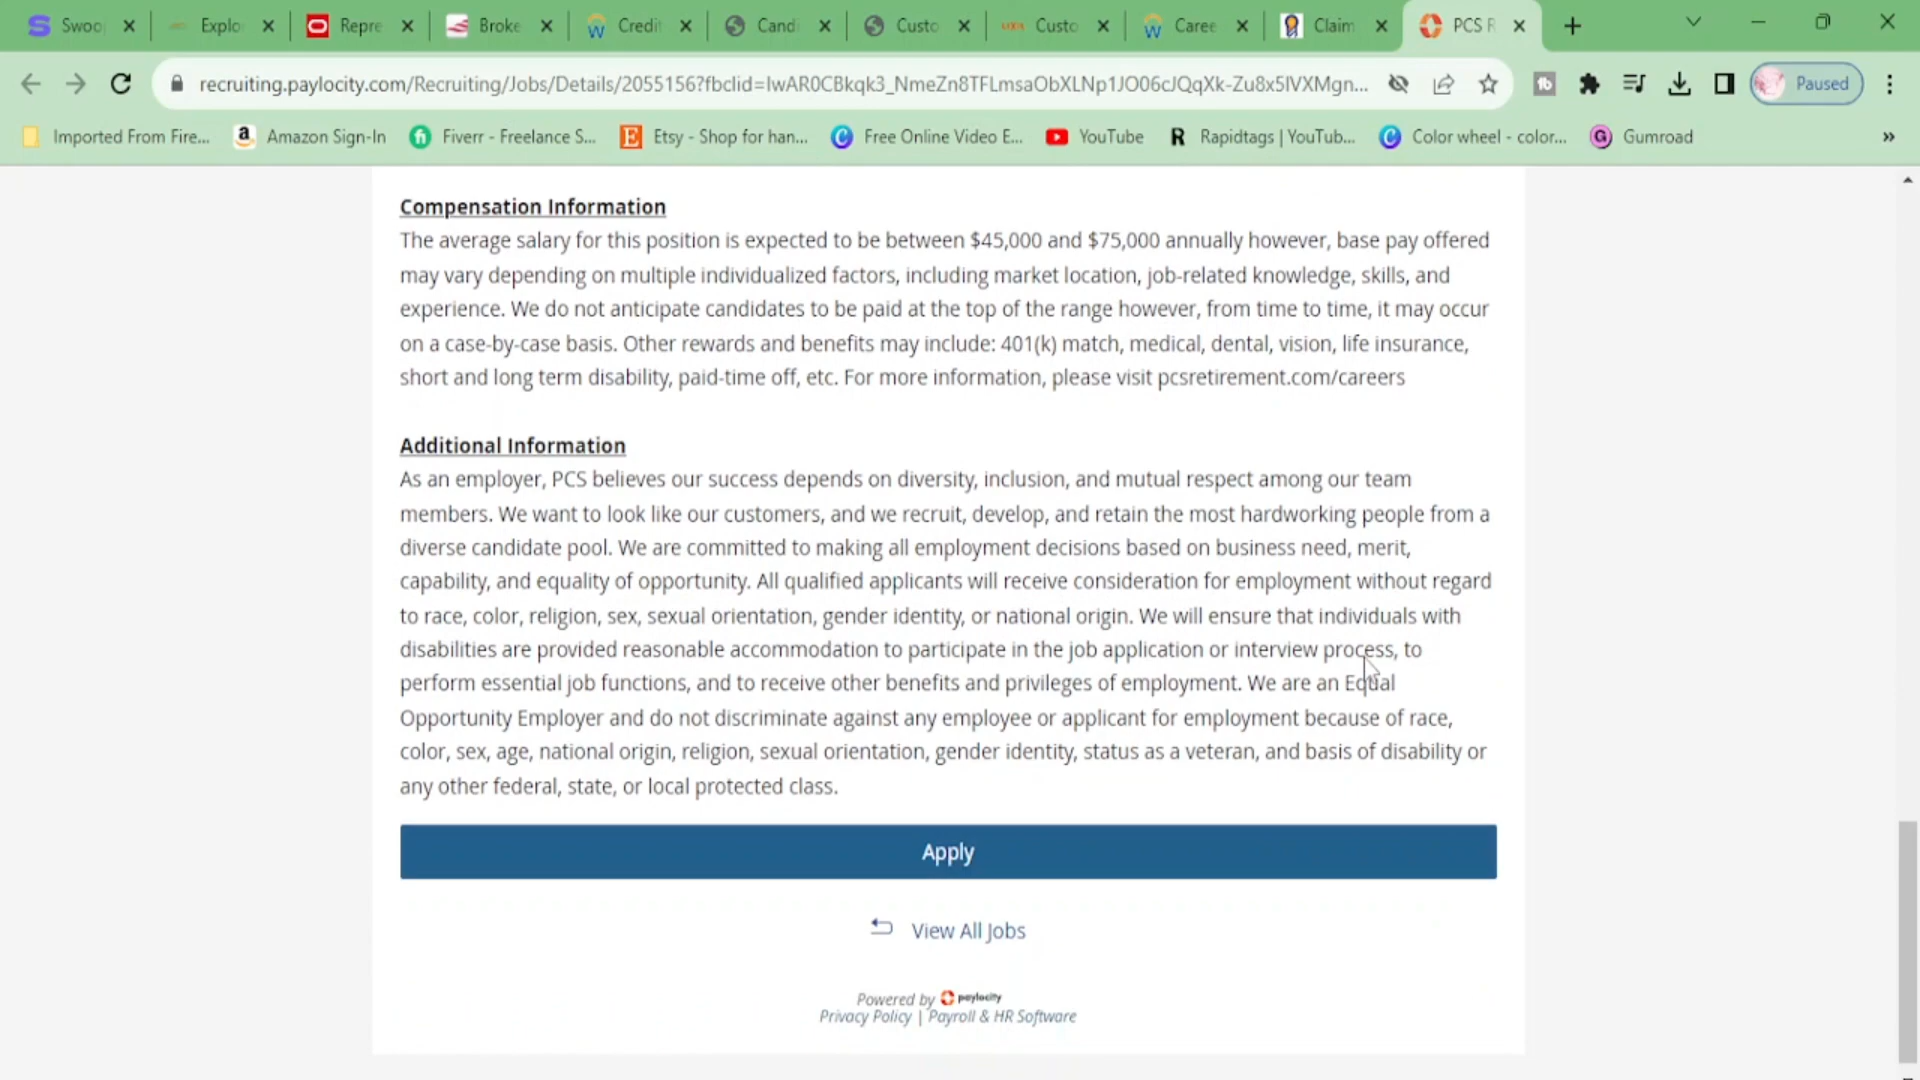 Swoo
Explo
Repre
Broke
Credit
Candi
Custo
Custo
Caree
Claim
PCS R
recruiting.paylocity.com/Recruiting/Jobs/Details/2055156?fbclid=IwAR0CBkqk3_NmeZn8TFLmsaObXLNp1JO06cJQqXk-Zu8x5lVXMgn...
Paused
Imported From Fire...
Amazon Sign-In
Fiverr - Freelance S...
Etsy - Shop for han...
Free Online Video E...
YouTube
Rapidtags | YouTub...
Color wheel - color...
Gumroad
»
Compensation Information
The average salary for this position is expected to be between $45,000 and $75,000 annually however, base pay offered
may vary depending on multiple individualized factors, including market location, job-related knowledge, skills, and
experience. We do not anticipate candidates to be paid at the top of the range however, from time to time, it may occur
on a case-by-case basis. Other rewards and benefits may include: 401(k) match, medical, dental, vision, life insurance,
short and long term disability, paid-time off, etc. For more information, please visit pcsretirement.com/careers
Additional Information
As an employer, PCS believes our success depends on diversity, inclusion, and mutual respect among our team
members. We want to look like our customers, and we recruit, develop, and retain the most hardworking people from a
diverse candidate pool. We are committed to making all employment decisions based on business need, merit,
capability, and equality of opportunity. All qualified applicants will receive consideration for employment without regard
to race, color, religion, sex, sexual orientation, gender identity, or national origin. We will ensure that individuals with
disabilities are provided reasonable accommodation to participate in the job application or interview process, to
perform essential job functions, and to receive other benefits and privileges of employment. We are an Equal
Opportunity Employer and do not discriminate against any employee or applicant for employment because of race,
color, sex, age, national origin, religion, sexual orientation, gender identity, status as a veteran, and basis of disability or
any other federal, state, or local protected class.
Apply
View All Jobs
Powered by paylocity
Privacy Policy | Payroll & HR Software